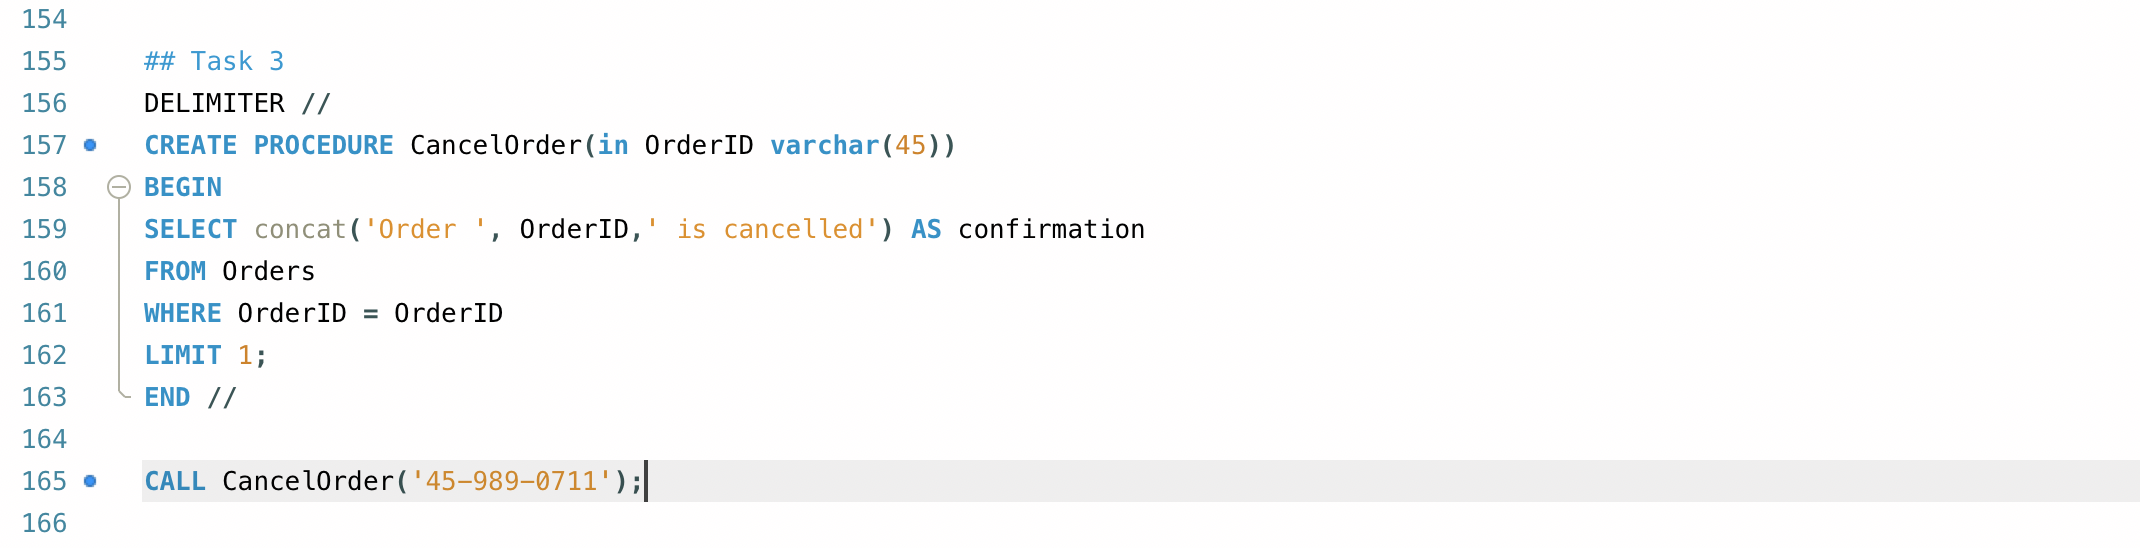 154
155 ## Task 3
156 DELIMITER //
157 CREATE PROCEDURE CancelOrder(in OrderID varchar(45))
158 BEGIN
159 SELECT concat('Order ', OrderID,' is cancelled') AS confirmation
160 FROM Orders
161 WHERE OrderID = OrderID
162 LIMIT 1;
163 END //
164
165 CALL CancelOrder('45-989-0711');
166